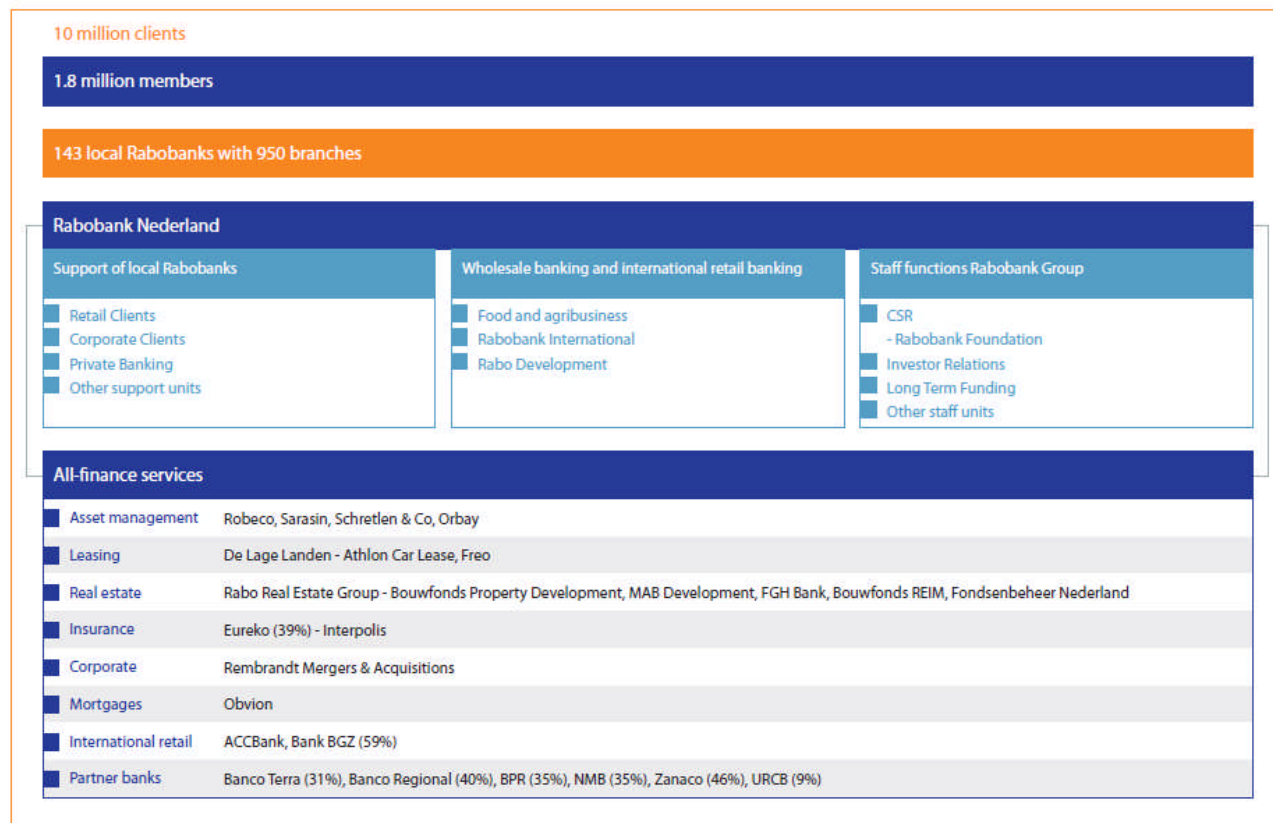 10 million clients
1.8 million members
143 local Rabobanks with 950 branches
Rabobank Nederland
Support of local Rabobanks
Retail Clients
Corporate Clients
Private Banking
Other support units
Wholesale banking and international retail banking
Food and agribusiness
Rabobank International
Rabo Development
Staff functions Rabobank Group
CSR
- Rabobank Foundation
Investor Relations
Long Term Funding
Other staff units
All-finance services
Asset management Robeco, Sarasin, Schretlen & Co, Orbay
Leasing De Lage Landen - Athlon Car Lease, Freo
Real estate Rabo Real Estate Group - Bouwfonds Property Development, MAB Development, FGH Bank, Bouwfonds REIM, Fondsenbeheer Nederland
Insurance Eureko (39%) - Interpolis
Corporate Rembrandt Mergers & Acquisitions
Mortgages Obvion
International retail ACCBank, Bank BGZ (59%)
Partner banks Banco Terra (31%), Banco Regional (40%), BPR (35%), NMB (35%), Zanaco (46%), URCB (9%)